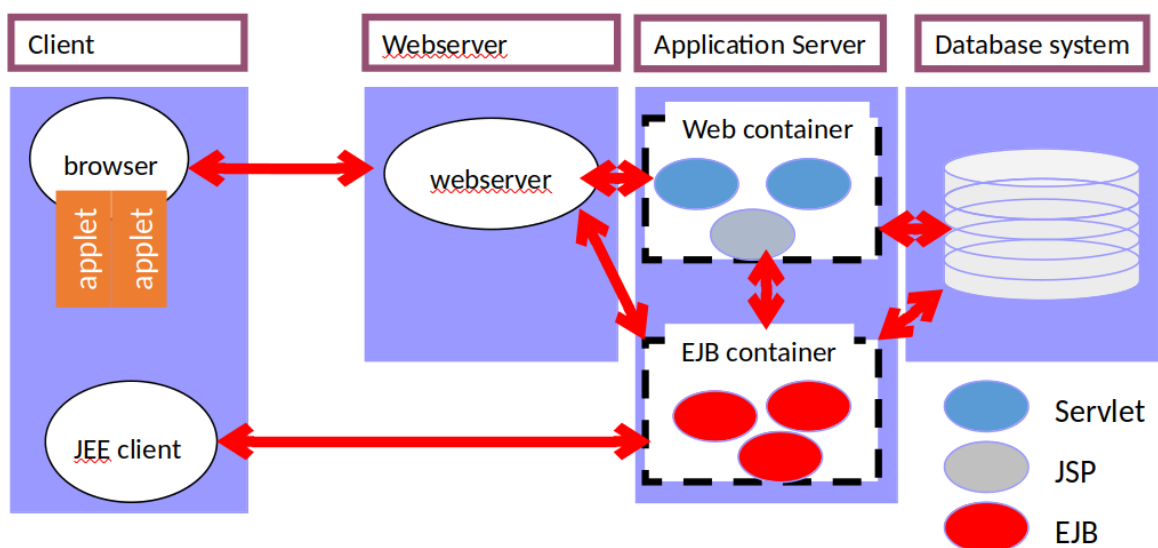 Client
Webserver
Application Server
Database system
browser
applet
applet
JEE client
webserver
Web container
EJB container
Servlet
JSP
EJB